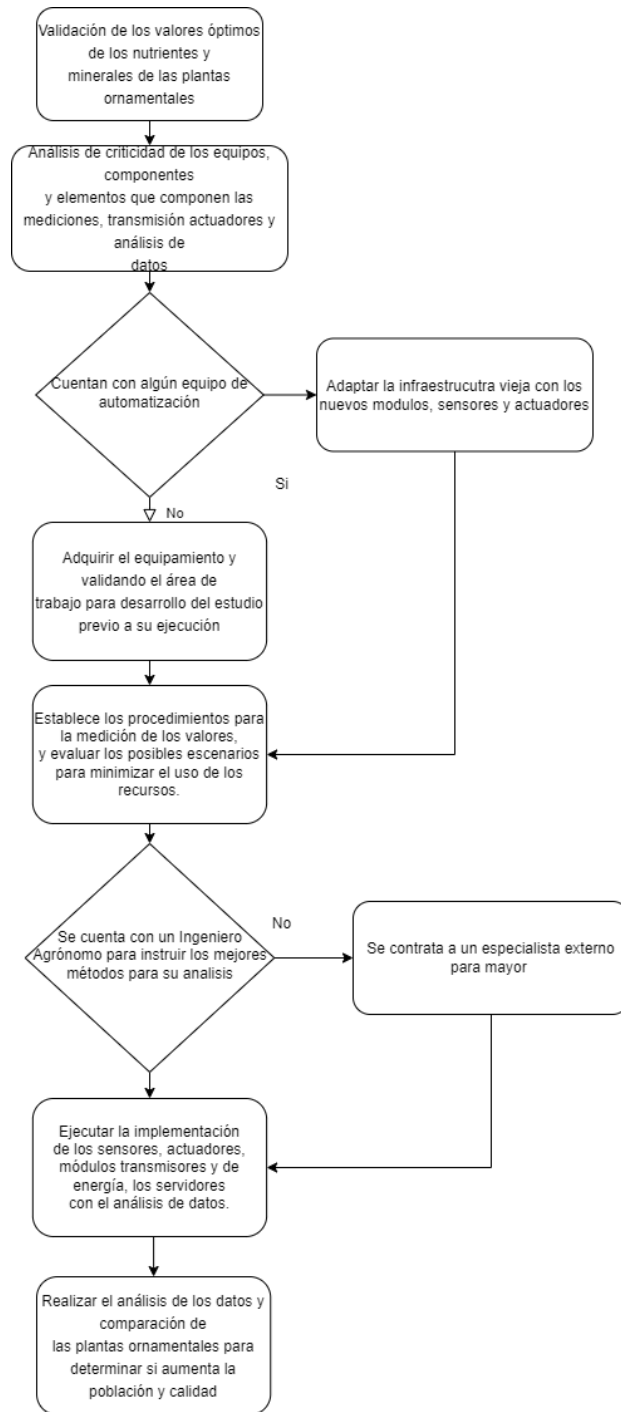 Validación de los valores óptimos
de los nutrientes y
minerales de las plantas
ornamentales
Análisis de criticidad de los equipos,
componentes
y elementos que componen las
mediciones, transmisión actuadores y
análisis de
datos
Cuentan con algún equipo de
automatización
Adaptar la infraestrucutra vieja con los
nuevos modulos, sensores y actuadores
Si
No
Adquirir el equipamiento y
validando el área de
trabajo para desarrollo del estudio
previo a su ejecución
Establece los procedimientos para
la medición de los valores,
y evaluar los posibles escenarios
para minimizar el uso de los
recursos.
Se cuenta con un Ingeniero
Agrónomo para instruir los mejores
métodos para su analisis
No
Se contrata a un especialista externo
para mayor
Ejecutar la implementación
de los sensores, actuadores,
módulos transmisores y de
energía, los servidores
con el análisis de datos.
Realizar el análisis de los datos y
comparación de
las plantas ornamentales para
determinar si aumenta la
población y calidad